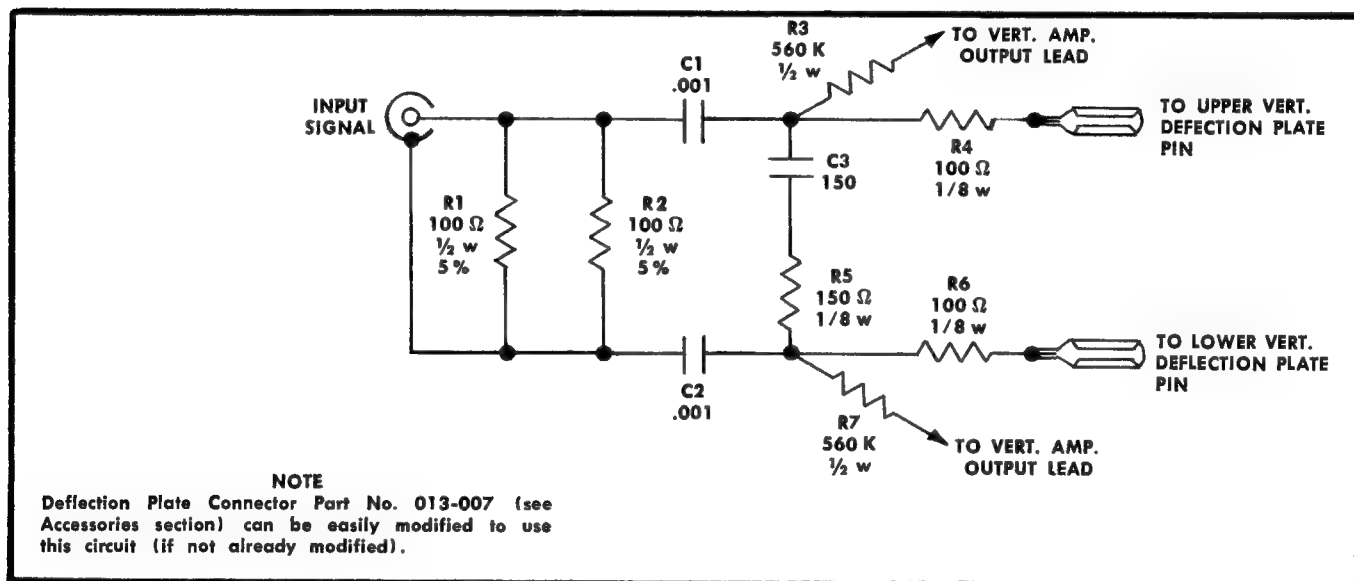 INPUT
SIGNAL
R1
100 Ω
½ w
5%
R2
100 Ω
½ w
5%
C1
.001
C2
.001
R3
560 K
½ w
TO VERT. AMP.
OUTPUT LEAD
C3
150
R4
100 Ω
1/8 w
TO UPPER VERT.
DEFECTION PLATE
PIN
R5
150 Ω
1/8 w
R6
100 Ω
1/8 w
TO LOWER VERT.
DEFLECTION PLATE
PIN
R7
560 K
½ w
TO VERT. AMP.
OUTPUT LEAD
NOTE
Deflection Plate Connector Part No. 013-007 (see
Accessories section) can be easily modified to use
this circuit (if not already modified).